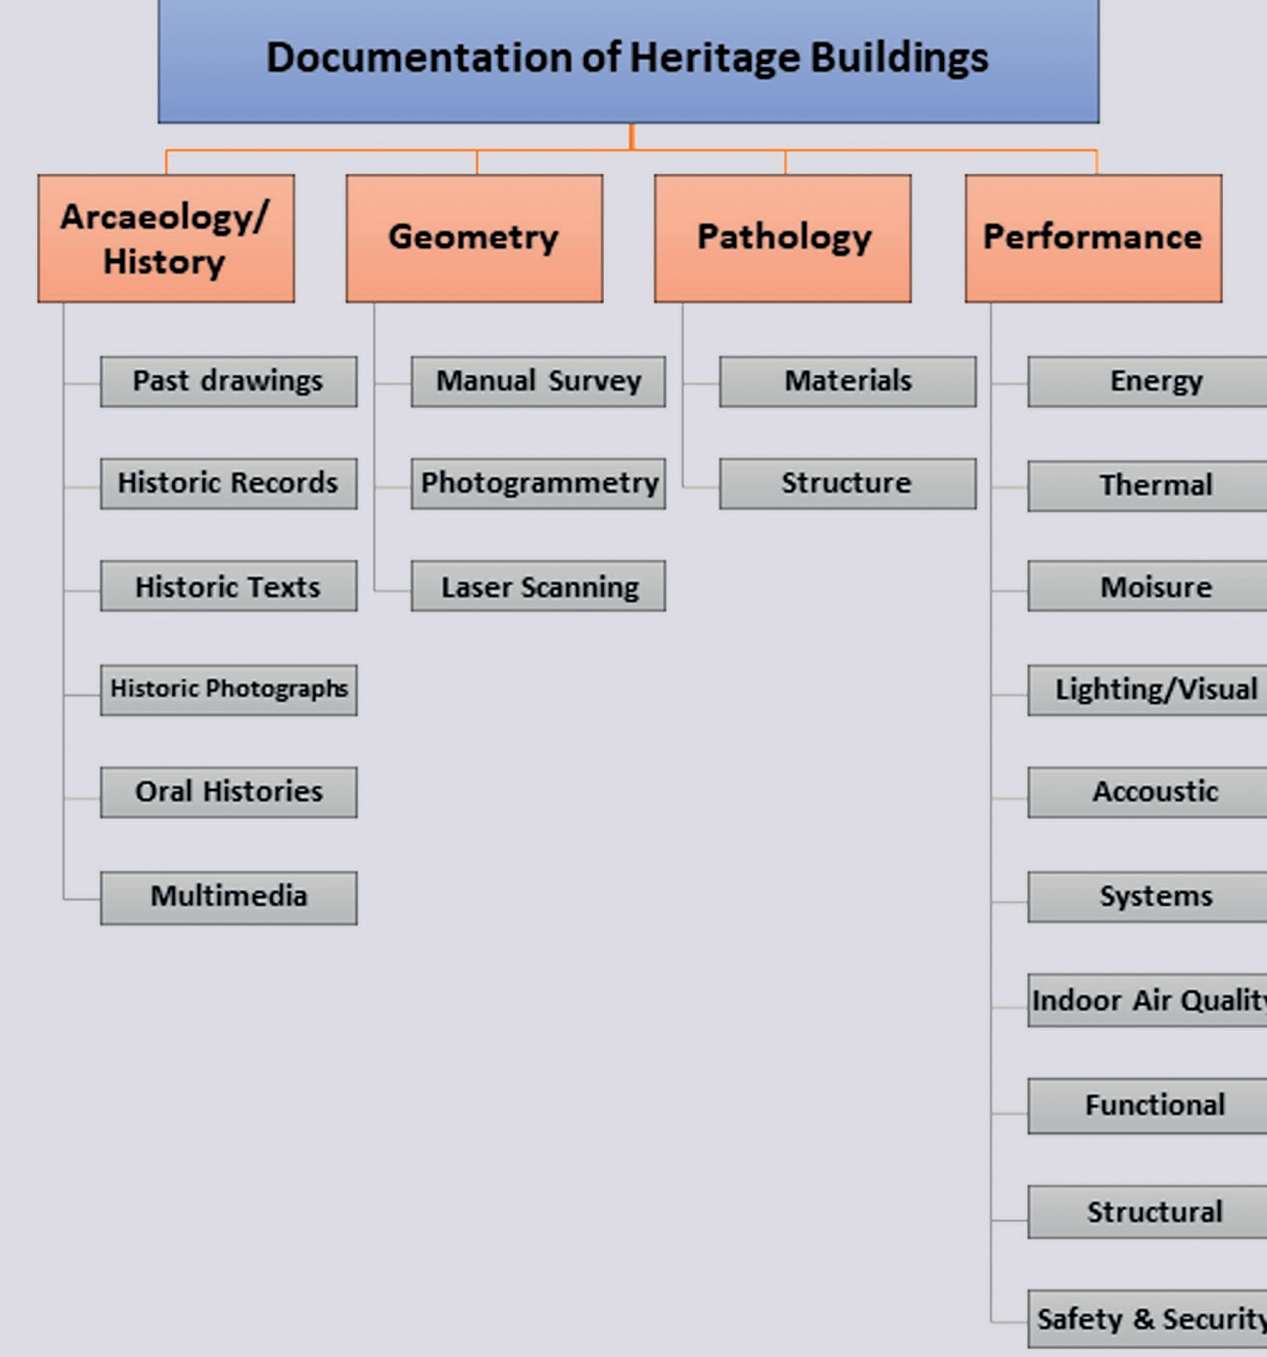 Documentation of Heritage Buildings
Arcaeology/
History
Past drawings
Historic Records
Historic Texts
Historic Photographs
Oral Histories
Multimedia
Geometry
Manual Survey
Photogrammetry
Laser Scanning
Pathology
Materials
Structure
Performance
Energy
Thermal
Moisure
Lighting/Visual
Accoustic
Systems
Indoor Air Quality
Functional
Structural
Safety & Security